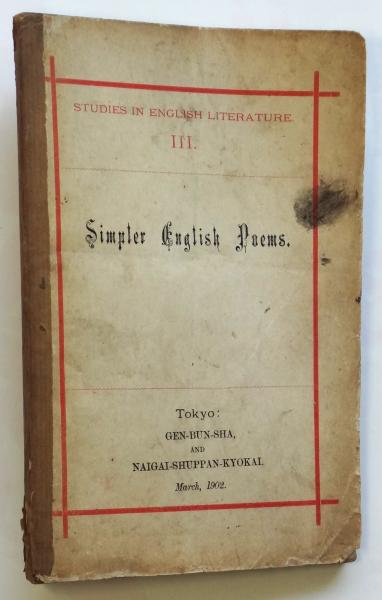 STUDIES IN ENGLISH LITERATURE.
III.
Simpler English Poems.
Tokyo:
GEN-BUN-SHA,
AND
NAIGAI-SHUPPAN-KYOKAI.
March, 1902.